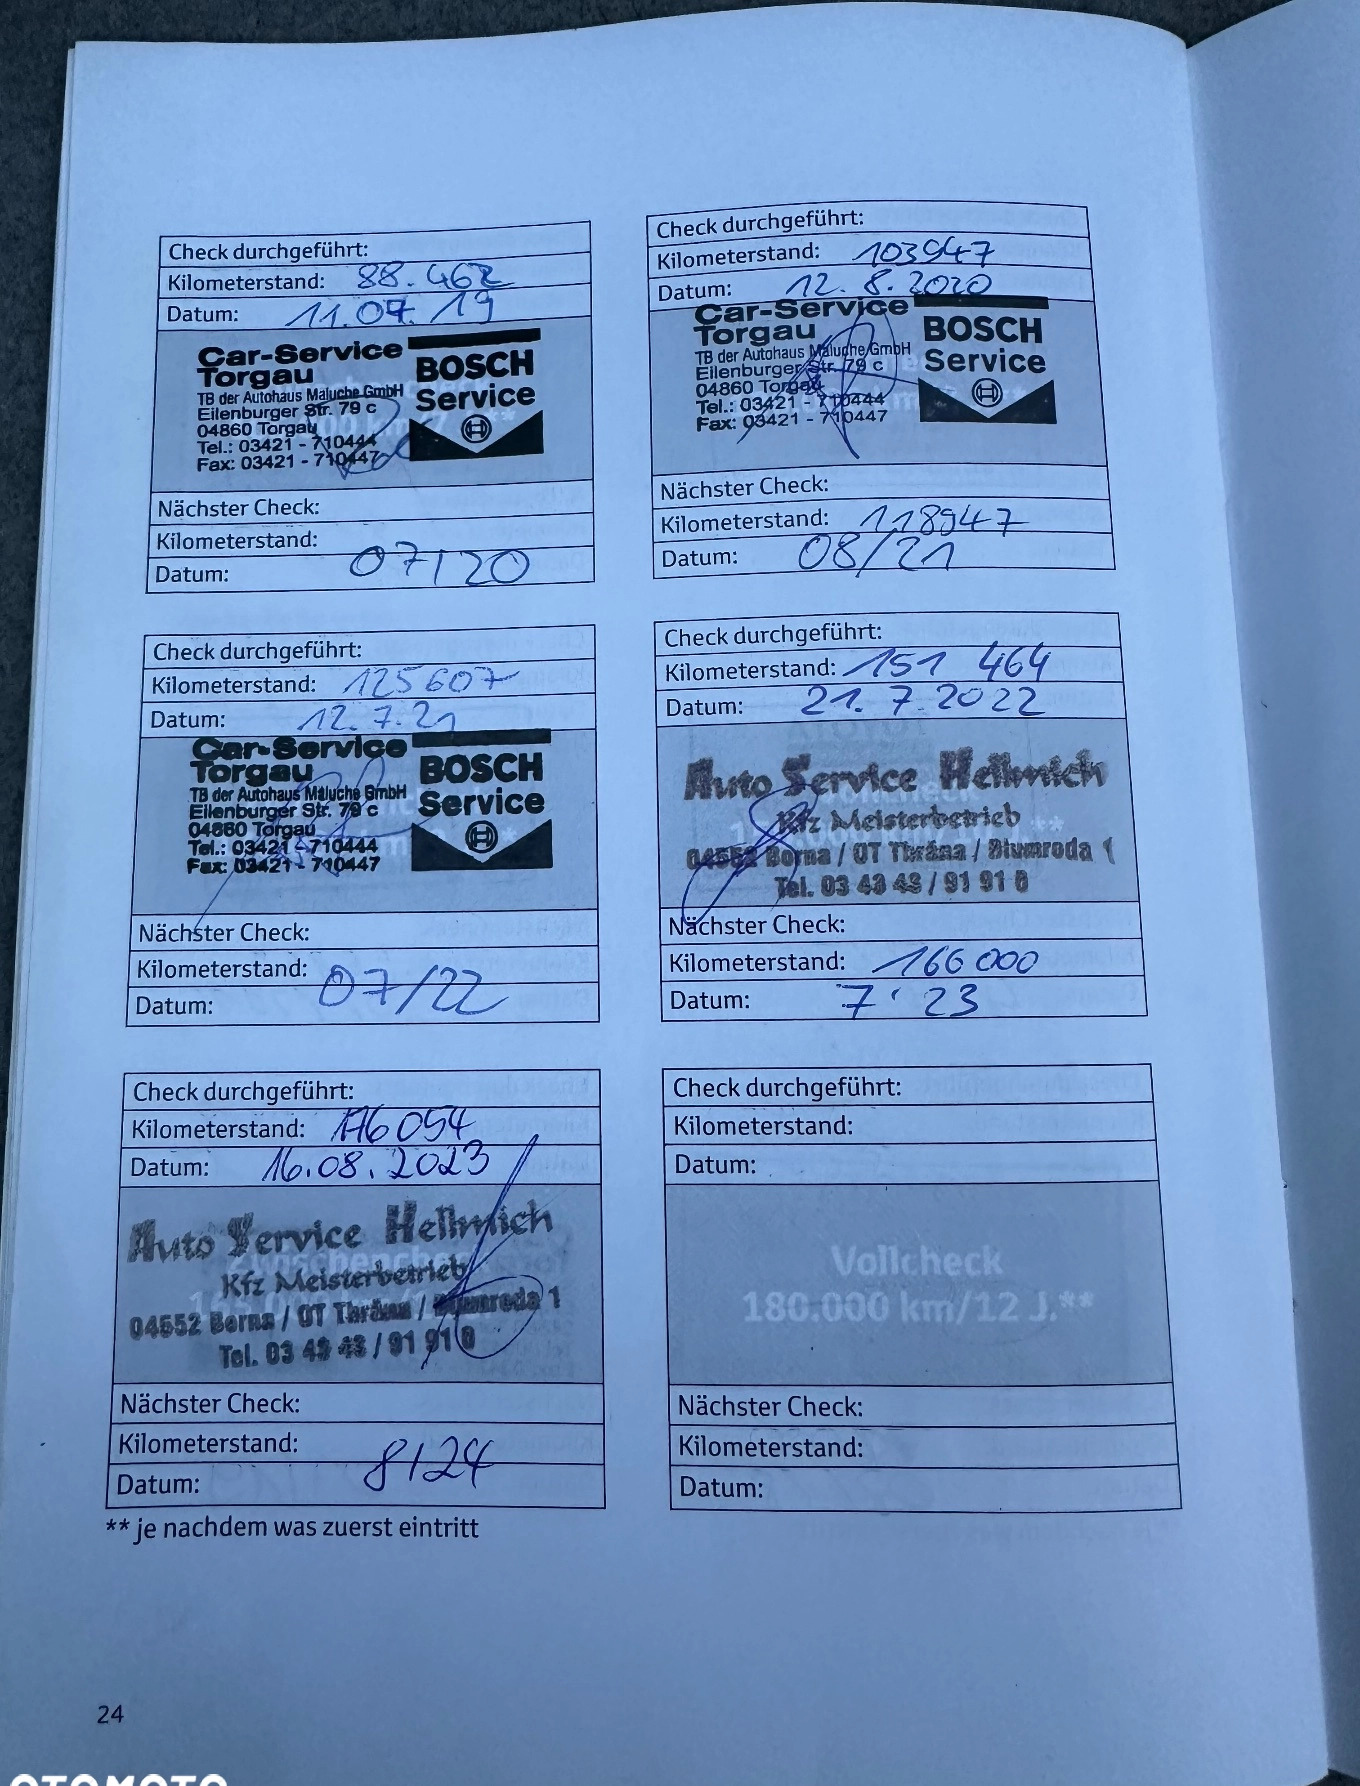 Check durchgeführt:
Kilometerstand: 88.462
Datum: 11.07.19
Car-Service
Torgau
TB der Autohaus Maluche GmbH
Eilenburger Str. 79 c
04860 Torgau
Tel.: 03421 - 710444
Fax: 03421 - 710447
BOSCH
Service
Nächster Check:
Kilometerstand:
Datum: 07/20
Check durchgeführt:
Kilometerstand: 103947
Datum: 12.8.2020
Car-Service
Torgau
TB der Autohaus Maluche GmbH
Eilenburger Str. 79 c
04860 Torgau
Tel.: 03421 - 710444
Fax: 03421 - 710447
BOSCH
Service
Nächster Check:
Kilometerstand: 118947
Datum: 08/21
Check durchgeführt:
Kilometerstand: 125607
Datum: 12.7.21
Car-Service
Torgau
TB der Autohaus Maluche GmbH
Eilenburger Str. 79 c
04860 Torgau
Tel.: 03421 - 710444
Fax: 03421 - 710447
BOSCH
Service
Nächster Check:
Kilometerstand:
Datum: 07/22
Check durchgeführt:
Kilometerstand: 151 464
Datum: 21.7.2022
Auto Service Hellmich
Kfz Meisterbetrieb
04552 Borna / OT Thräna / Blumroda 1
Tel. 03 43 43 / 91 91 0
Nächster Check:
Kilometerstand: 166 000
Datum: 7'23
Check durchgeführt:
Kilometerstand: 176 054
Datum: 16.08.2023
Auto Service Hellmich
Kfz Meisterbetrieb
04552 Borna / OT Thräna / Blumroda 1
Tel. 03 43 43 / 91 91 0
Nächster Check:
Kilometerstand:
Datum: 8/24
Check durchgeführt:
Kilometerstand:
Datum:
Vollcheck
180.000 km/12 J.**
Nächster Check:
Kilometerstand:
Datum:
** je nachdem was zuerst eintritt
24
OTOMOTO